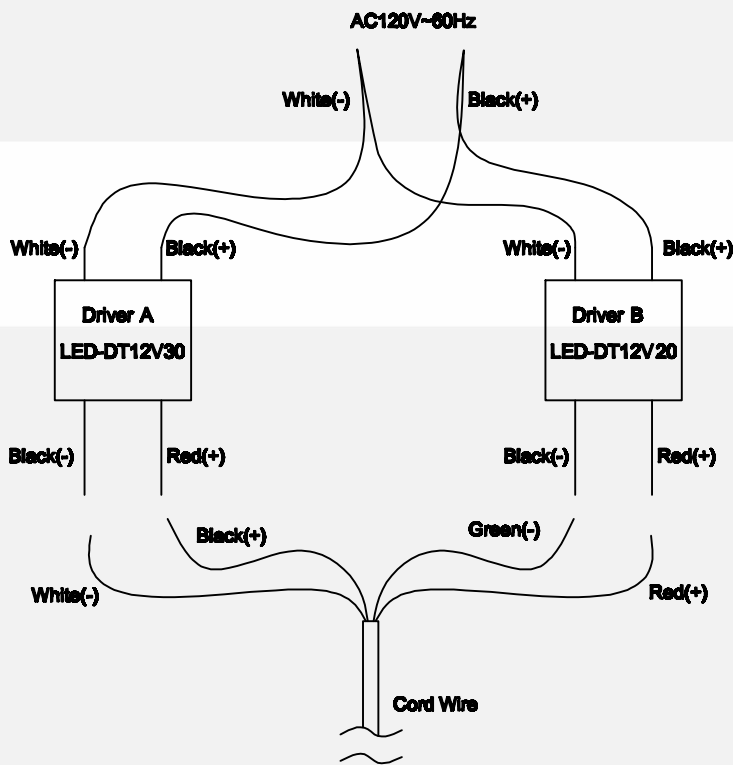 AC120V~60Hz
White(-)
Black(+)
White(-)
Black(+)
White(-)
Black(+)
Driver A
LED-DT12V30
Driver B
LED-DT12V20
Black(-)
Red(+)
Black(-)
Red(+)
Black(+)
Green(-)
White(-)
Red(+)
Cord Wire